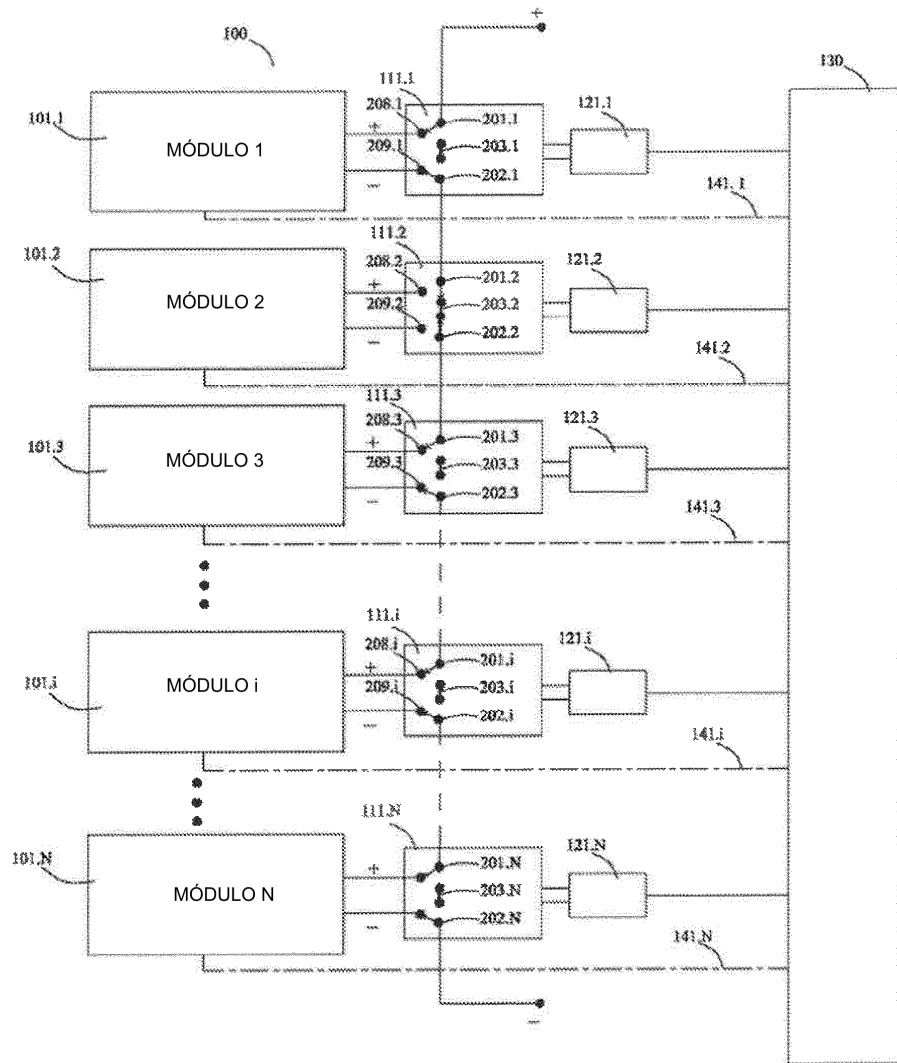 100
130
+
111.1
208.1
201.1
121.1
101.1
MÓDULO 1
+
209.1
203.1
202.1
−
141.1
111.2
101.2
208.2
201.2
121.2
MÓDULO 2
+
209.2
203.2
202.2
−
141.2
111.3
208.3
201.3
121.3
101.3
MÓDULO 3
+
209.3
203.3
202.3
−
141.3
111.i
208.i
201.i
121.i
MÓDULO i
+
101.i
209.i
203.i
202.i
−
141.i
111.N
101.N
201.N
121.N
MÓDULO N
+
203.N
202.N
−
141.N
−